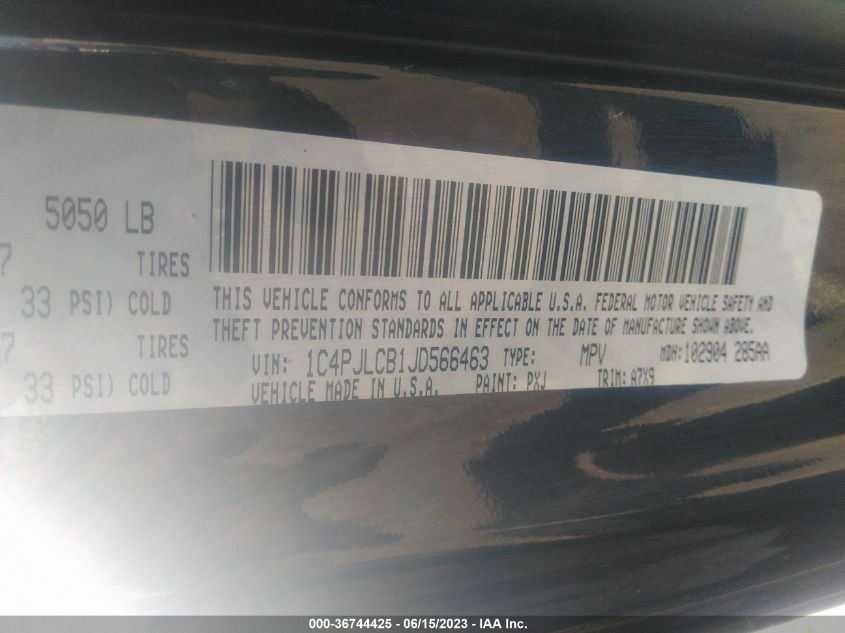 5050 LB
7 TIRES
33 PSI) COLD
7 TIRES
33 PSI) COLD
THIS VEHICLE CONFORMS TO ALL APPLICABLE U.S.A. FEDERAL MOTOR VEHICLE SAFETY AND
THEFT PREVENTION STANDARDS IN EFFECT ON THE DATE OF MANUFACTURE SHOWN ABOVE.
VIN: 1C4PJLCB1JD566463 TYPE: MPV MDH:102904 285AA
VEHICLE MADE IN U.S.A. PAINT: PXJ TRIM: A7X9
000-36744425 - 06/15/2023 - IAA Inc.